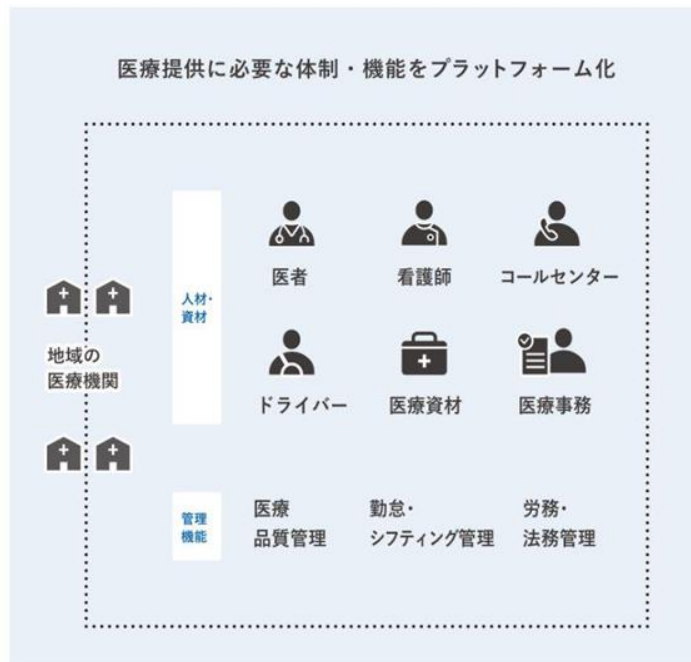 医療提供に必要な体制・機能をプラットフォーム化
人材・
資材
医者
看護師
コールセンター
地域の
医療機関
ドライバー
医療資材
医療事務
管理
機能
医療
品質管理
勤怠・
シフティング管理
労務・
法務管理